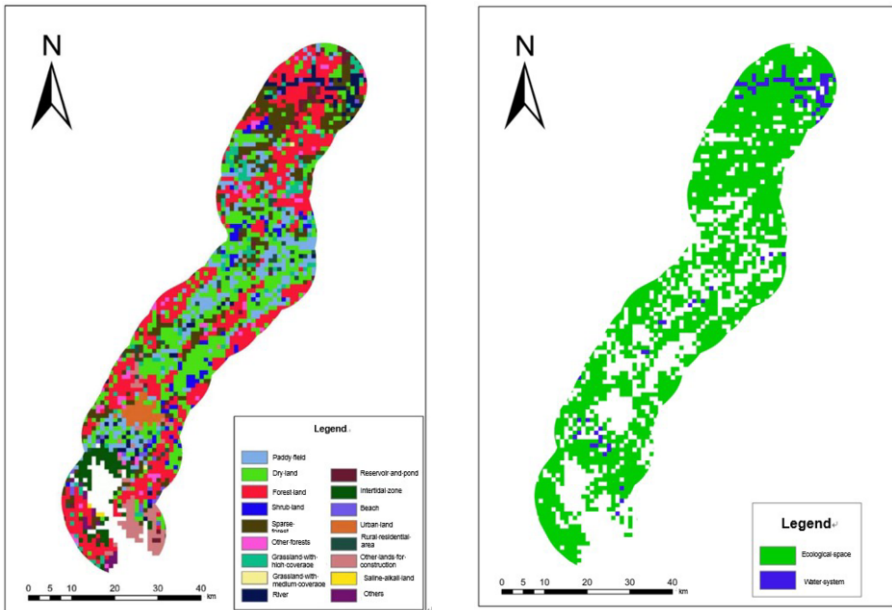 N
Legend
Paddy-field
Dry-land
Forest-land
Shrub-land
Sparse-
forest
Other-forests
Grassland-with-
high-coverage
Grassland-with-
medium-coverage
River
Reservoir-and-pond
Intertidal-zone
Beach
Urban-land
Rural-residential-
area
Other-lands-for-
construction
Saline-alkali-land
Others
0 5 10 20 30 40
km
N
Legend
Ecological-space
Water-system
0 5 10 20 30 40
km